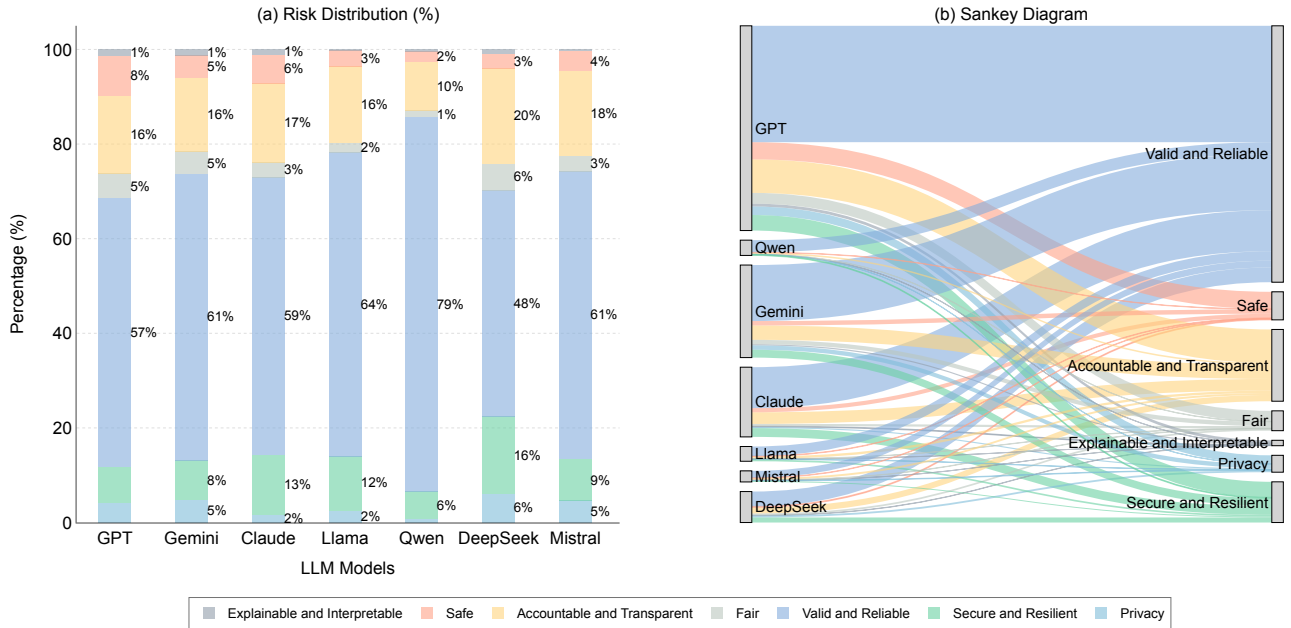 (a) Risk Distribution (%)
Percentage (%)
100
80
60
40
20
0
1%
8%
16%
5%
57%
1%
5%
16%
5%
61%
8%
5%
1%
6%
17%
3%
59%
13%
2%
3%
16%
2%
64%
12%
2%
2%
10%
1%
79%
6%
3%
20%
6%
48%
16%
6%
4%
18%
3%
61%
9%
5%
GPT Gemini Claude Llama Qwen DeepSeek Mistral
LLM Models
(b) Sankey Diagram
GPT
Qwen
Gemini
Claude
Llama
Mistral
DeepSeek
Valid and Reliable
Safe
Accountable and Transparent
Fair
Explainable and Interpretable
Privacy
Secure and Resilient
Explainable and Interpretable Safe Accountable and Transparent Fair Valid and Reliable Secure and Resilient Privacy